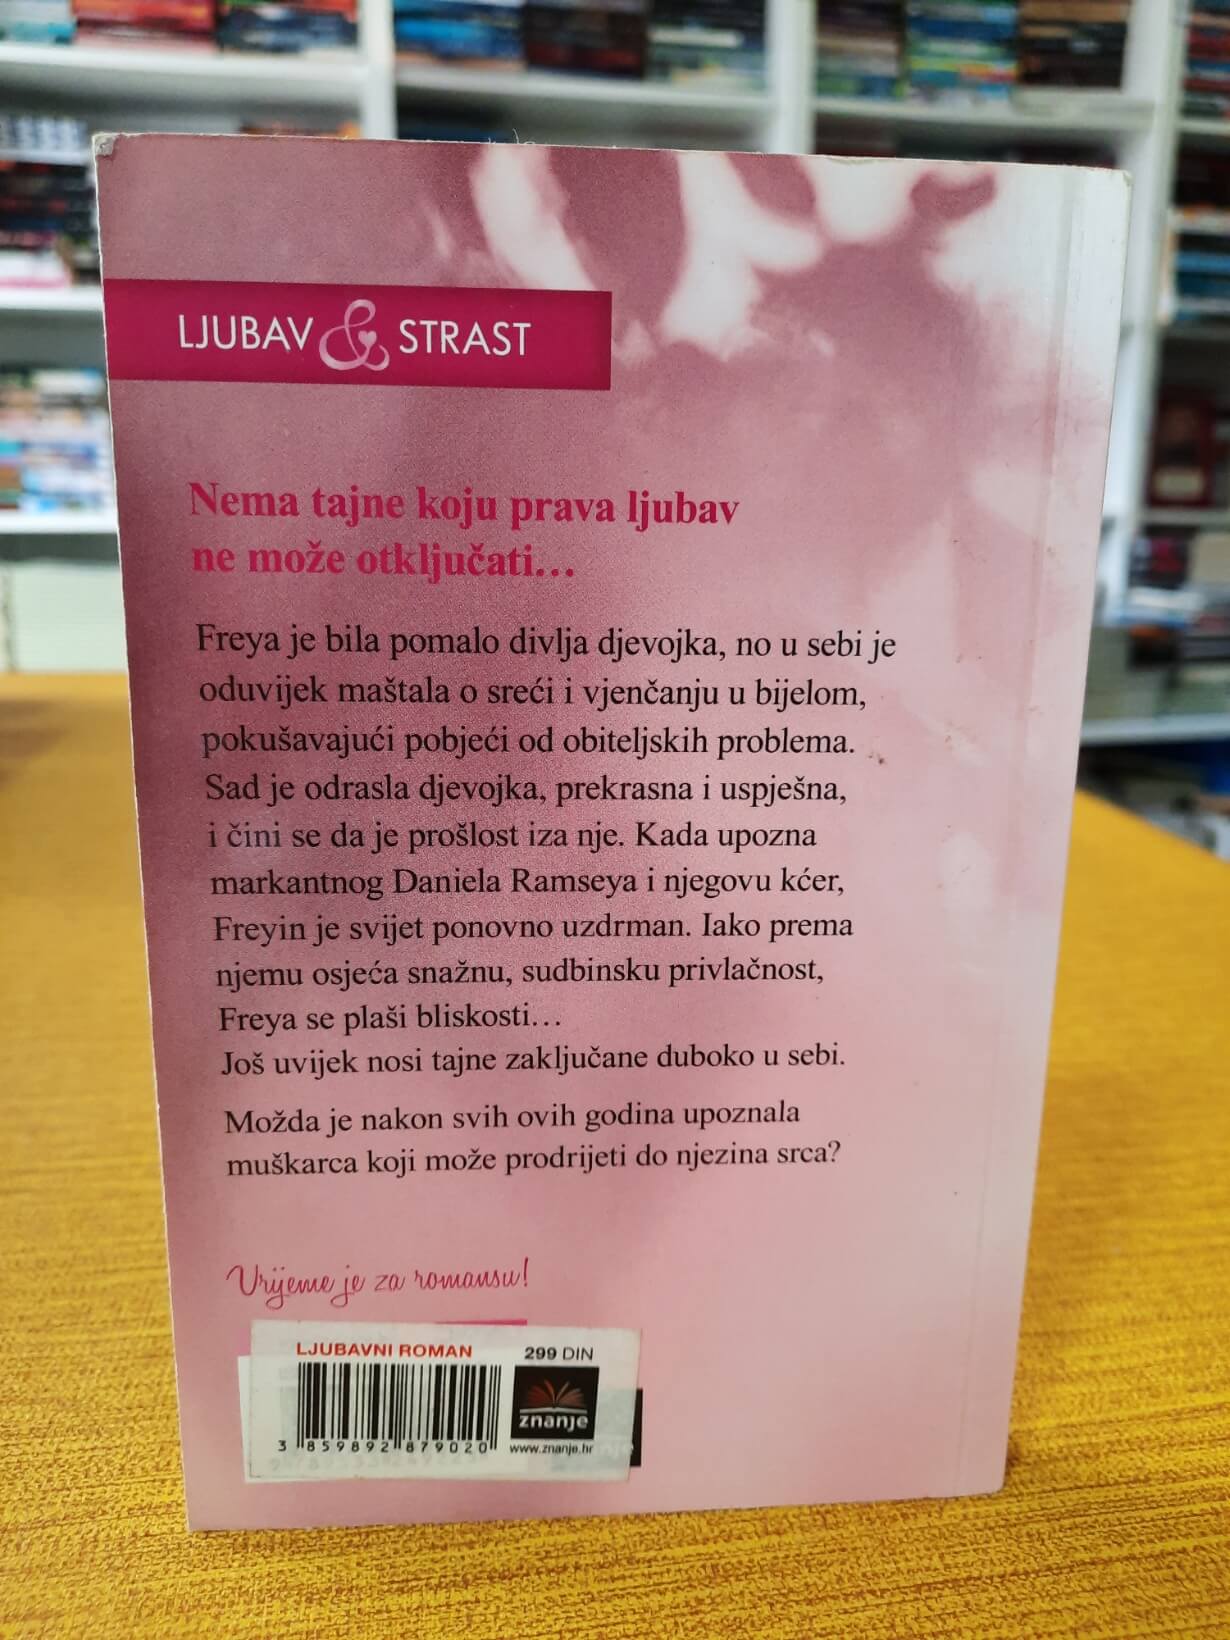 LJUBAV & STRAST
Nema tajne koju prava ljubav
ne može otključati...
Freya je bila pomalo divlja djevojka, no u sebi je
oduvijek maštala o sreći i vjenčanju u bijelom,
pokušavajući pobjeći od obiteljskih problema.
Sad je odrasla djevojka, prekrasna i uspješna,
i čini se da je prošlost iza nje. Kada upozna
markantnog Daniela Ramseya i njegovu kćer,
Freyin je svijet ponovno uzdrman. Iako prema
njemu osjeća snažnu, sudbinsku privlačnost,
Freya se plaši bliskosti...
Još uvijek nosi tajne zaključane duboko u sebi.
Možda je nakon svih ovih godina upoznala
muškarca koji može prodrijeti do njezina srca?
Vrijeme je za romansu!
LJUBAVNI ROMAN 299 DIN
znanje
3 859892 879020 www.znanje.hr